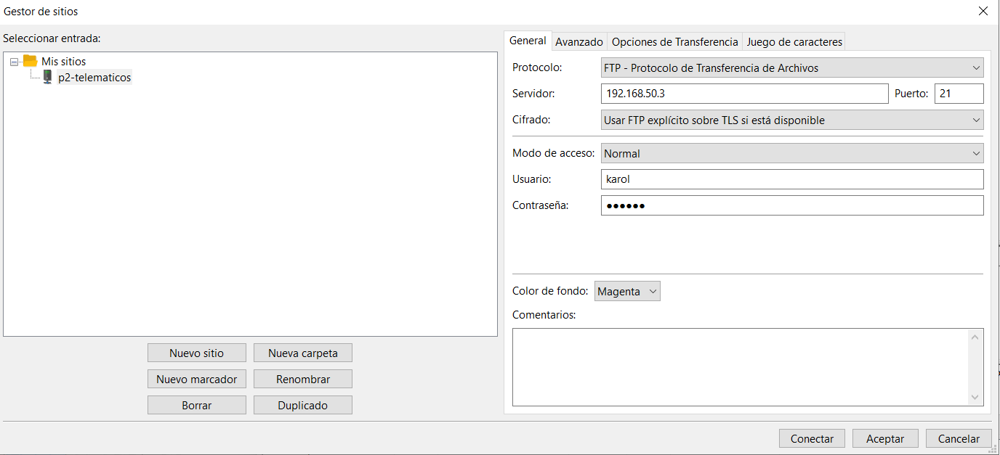 Gestor de sitios
Seleccionar entrada:
Mis sitios
p2-telematicos
Nuevo sitio
Nueva carpeta
Nuevo marcador
Renombrar
Borrar
Duplicado
General
Avanzado
Opciones de Transferencia
Juego de caracteres
Protocolo: FTP - Protocolo de Transferencia de Archivos
Servidor: 192.168.50.3 Puerto: 21
Cifrado: Usar FTP explícito sobre TLS si está disponible
Modo de acceso: Normal
Usuario: karol
Contraseña: ●●●●●●
Color de fondo: Magenta
Comentarios:
Conectar
Aceptar
Cancelar